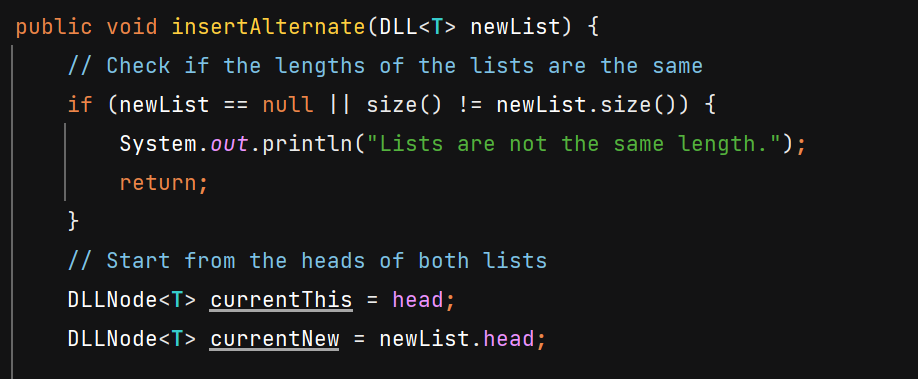 public void insertAlternate(DLL<T> newList) {
// Check if the lengths of the lists are the same
if (newList == null || size() != newList.size()) {
System.out.println("Lists are not the same length.");
return;
}
// Start from the heads of both lists
DLLNode<T> currentThis = head;
DLLNode<T> currentNew = newList.head;